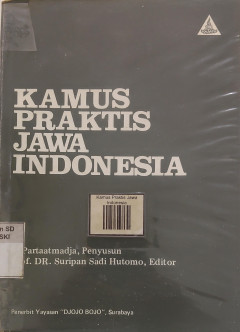 KAMUS
PRAKTIS
JAWA
INDONESIA
Kamus Praktis Jawa
Indonesia
Partaatmadja, Penyusun
f. DR. Suripan Sadi Hutomo, Editor
SD
SKI
Penerbit Yayasan "DJOJO BOJO", Surabaya